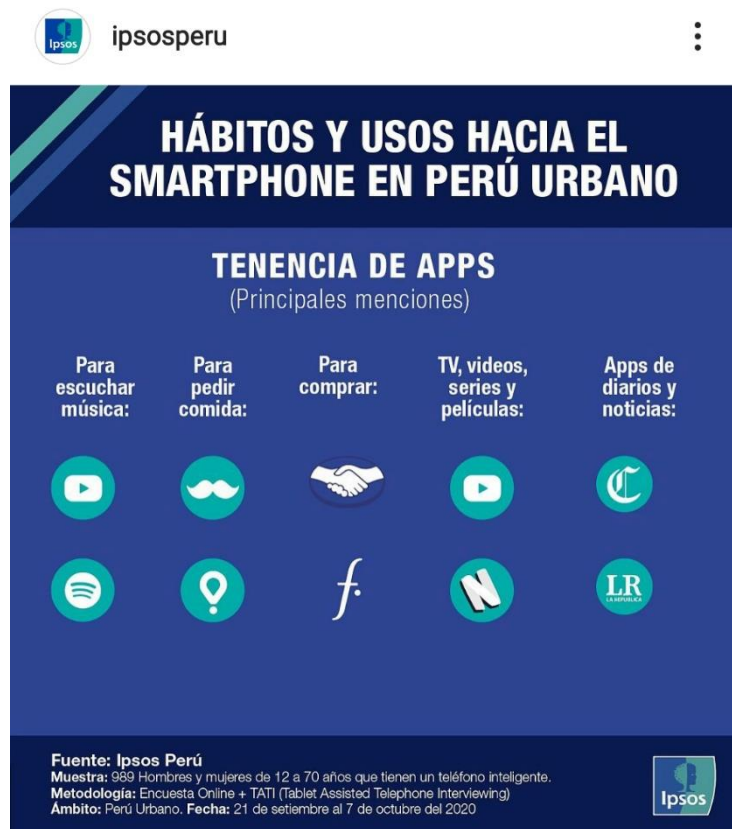 Ipsos
ipsosperu
HÁBITOS Y USOS HACIA EL
SMARTPHONE EN PERÚ URBANO
TENENCIA DE APPS
(Principales menciones)
Para
escuchar
música:
Para
pedir
comida:
Para
comprar:
TV, videos,
series y
películas:
Apps de
diarios y
noticias:
C
f.
N
LR
LA REPUBLICA
Fuente: Ipsos Perú
Muestra: 989 Hombres y mujeres de 12 a 70 años que tienen un teléfono inteligente.
Metodología: Encuesta Online + TATI (Tablet Assisted Telephone Interviewing)
Ámbito: Perú Urbano. Fecha: 21 de setiembre al 7 de octubre del 2020
Ipsos